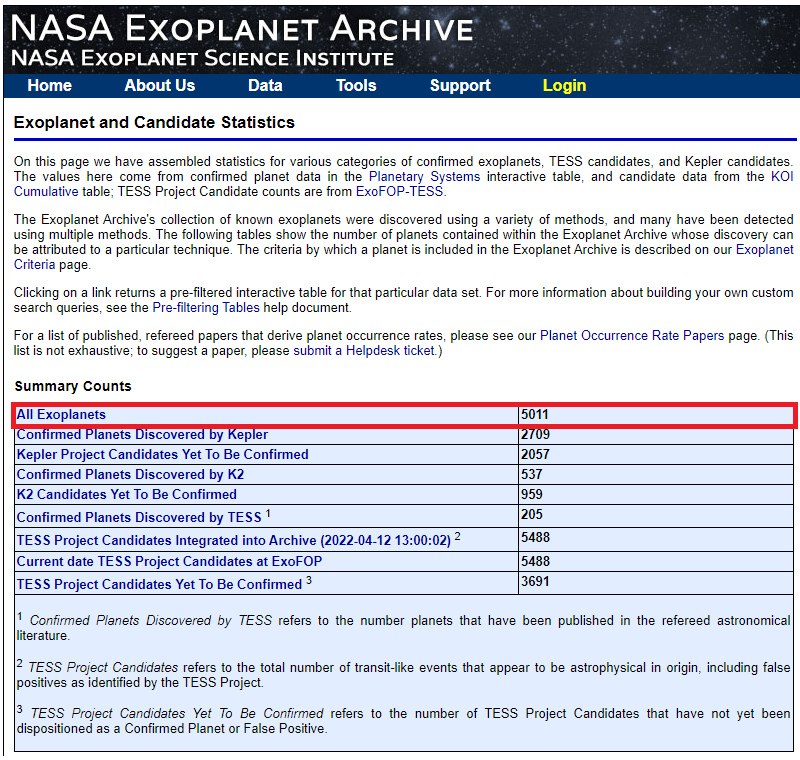 NASA EXOPLANET ARCHIVE
NASA EXOPLANET SCIENCE INSTITUTE
Home About Us Data Tools Support Login
Exoplanet and Candidate Statistics
On this page we have assembled statistics for various categories of confirmed exoplanets, TESS candidates, and Kepler candidates.
The values here come from confirmed planet data in the Planetary Systems interactive table, and candidate data from the KOI
Cumulative table; TESS Project Candidate counts are from ExoFOP-TESS.
The Exoplanet Archive's collection of known exoplanets were discovered using a variety of methods, and many have been detected
using multiple methods. The following tables show the number of planets contained within the Exoplanet Archive whose discovery can
be attributed to a particular technique. The criteria by which a planet is included in the Exoplanet Archive is described on our Exoplanet
Criteria page.
Clicking on a link returns a pre-filtered interactive table for that particular data set. For more information about building your own custom
search queries, see the Pre-filtering Tables help document.
For a list of published, refereed papers that derive planet occurrence rates, please see our Planet Occurrence Rate Papers page. (This
list is not exhaustive; to suggest a paper, please submit a Helpdesk ticket.)
Summary Counts
All Exoplanets 5011
Confirmed Planets Discovered by Kepler 2709
Kepler Project Candidates Yet To Be Confirmed 2057
Confirmed Planets Discovered by K2 537
K2 Candidates Yet To Be Confirmed 959
Confirmed Planets Discovered by TESS 1 205
TESS Project Candidates Integrated into Archive (2022-04-12 13:00:02) 2 5488
Current date TESS Project Candidates at ExoFOP 5488
TESS Project Candidates Yet To Be Confirmed 3 3691
1 Confirmed Planets Discovered by TESS refers to the number planets that have been published in the refereed astronomical
literature.
2 TESS Project Candidates refers to the total number of transit-like events that appear to be astrophysical in origin, including false
positives as identified by the TESS Project.
3 TESS Project Candidates Yet To Be Confirmed refers to the number of TESS Project Candidates that have not yet been
dispositioned as a Confirmed Planet or False Positive.